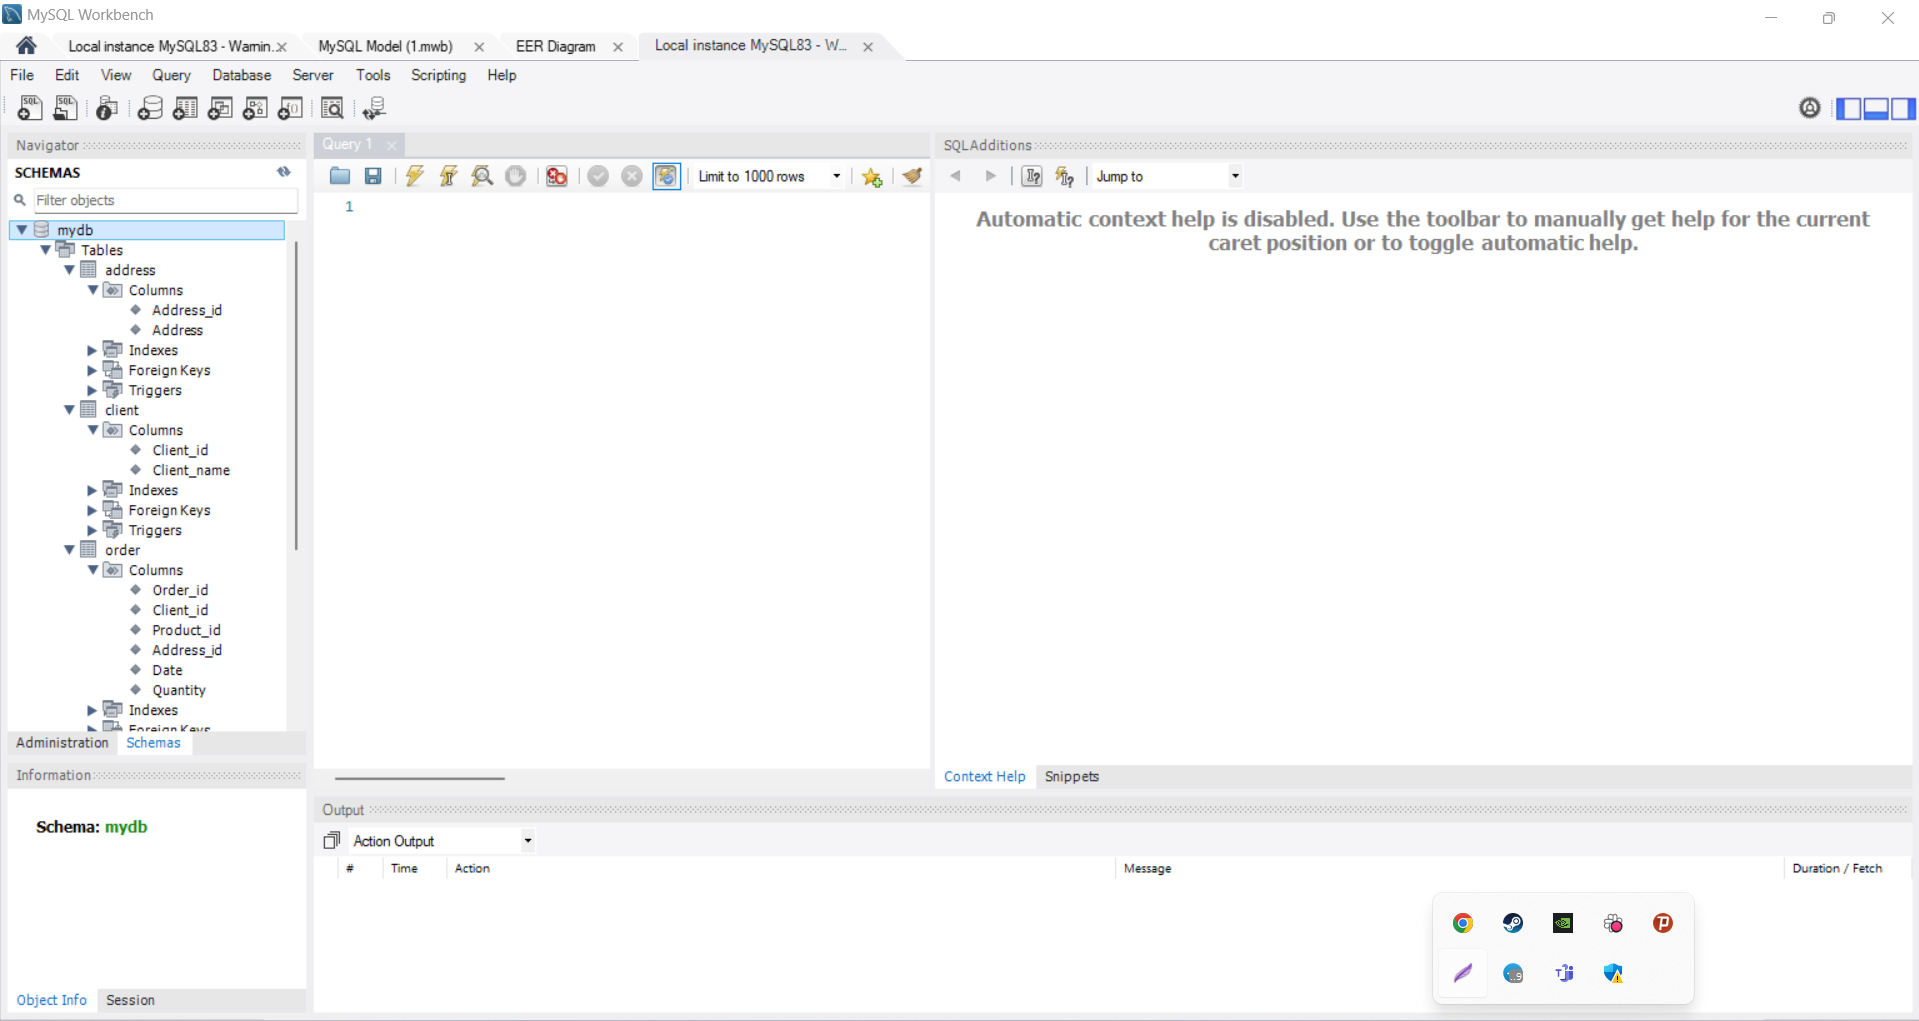 MySQL Workbench
Local instance MySQL83 - Warnin...
MySQL Model (1.mwb)
EER Diagram
Local instance MySQL83 - W...
File Edit View Query Database Server Tools Scripting Help
Navigator
SCHEMAS
Filter objects
mydb
Tables
address
Columns
Address_id
Address
Indexes
Foreign Keys
Triggers
client
Columns
Client_id
Client_name
Indexes
Foreign Keys
Triggers
order
Columns
Order_id
Client_id
Product_id
Address_id
Date
Quantity
Indexes
Foreign Keys
Administration Schemas
Information
Schema: mydb
Object Info Session
Query 1
Limit to 1000 rows
1
SQLAdditions
Jump to
Automatic context help is disabled. Use the toolbar to manually get help for the current
caret position or to toggle automatic help.
Context Help Snippets
Output
Action Output
# Time Action Message Duration / Fetch